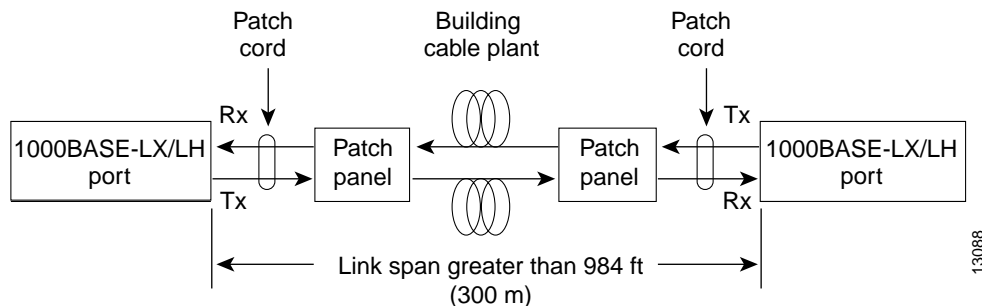 Patch
cord
Building
cable plant
Patch
cord
Rx
Tx
1000BASE-LX/LH
port
Patch
panel
Patch
panel
1000BASE-LX/LH
port
Tx
Rx
Link span greater than 984 ft
(300 m)
13088